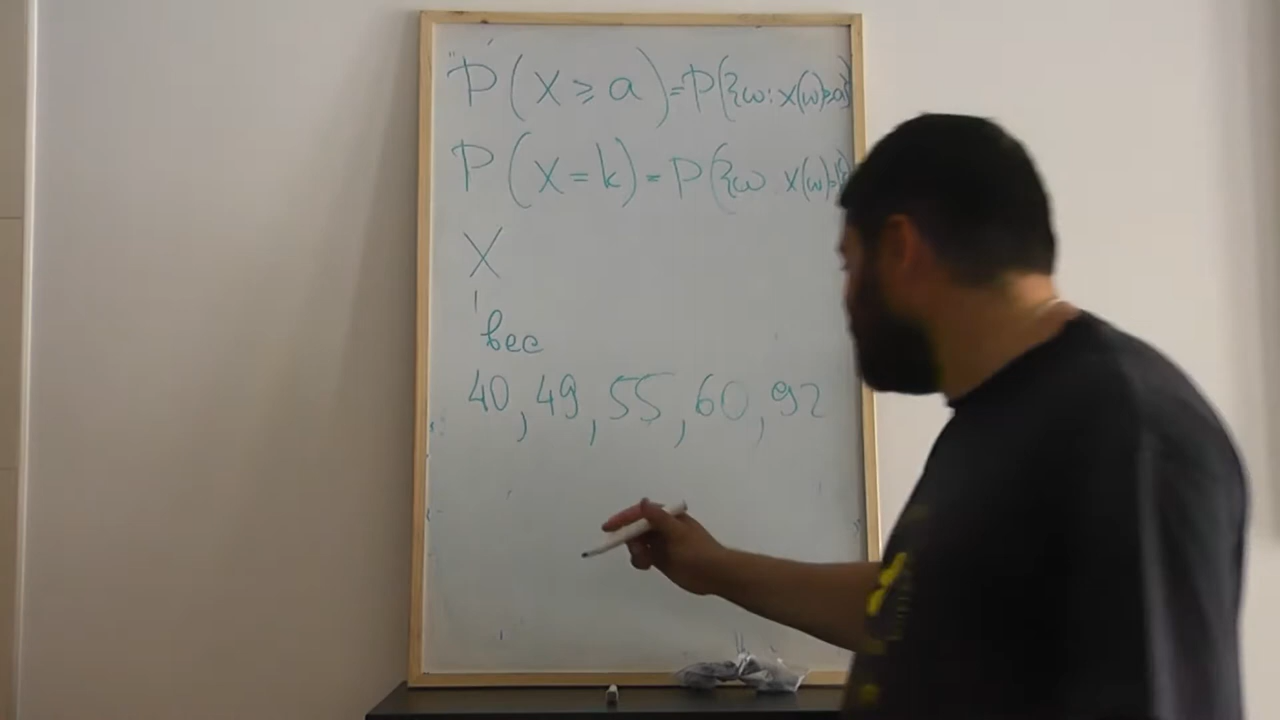 P(X ⩾ a) = P({ω: X(ω)⩾a}
P(X = k) = P({ω X(ω)=k}
X
вес
40, 49, 55, 60, 92